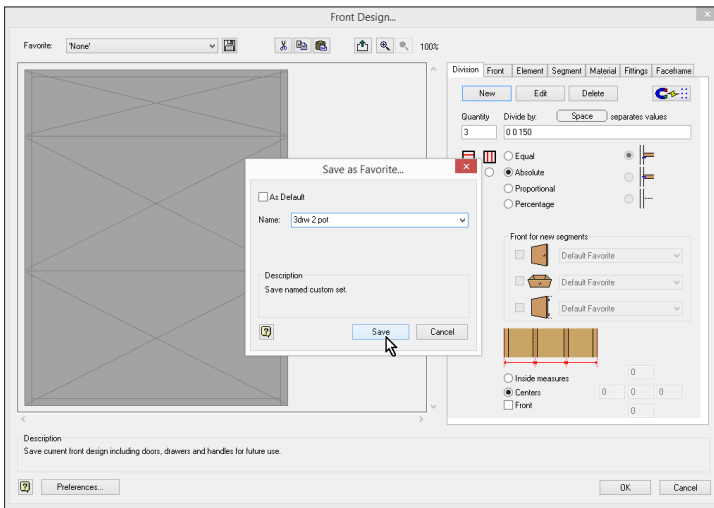 Front Design...
Favorite: 'None' 100%
Division Front Element Segment Material Fittings Faceframe
New Edit Delete
Quantity Divide by: Space separates values
3 0 0 150
Equal
Absolute
Proportional
Percentage
Save as Favorite...
As Default
Name: 3drw 2 pot
Description
Save named custom set.
Save Cancel
Front for new segments
Default Favorite
Default Favorite
Default Favorite
Inside measures 0
Centers 0 0 0
Front 0
Description
Save current front design including doors, drawers and handles for future use.
Preferences... OK Cancel